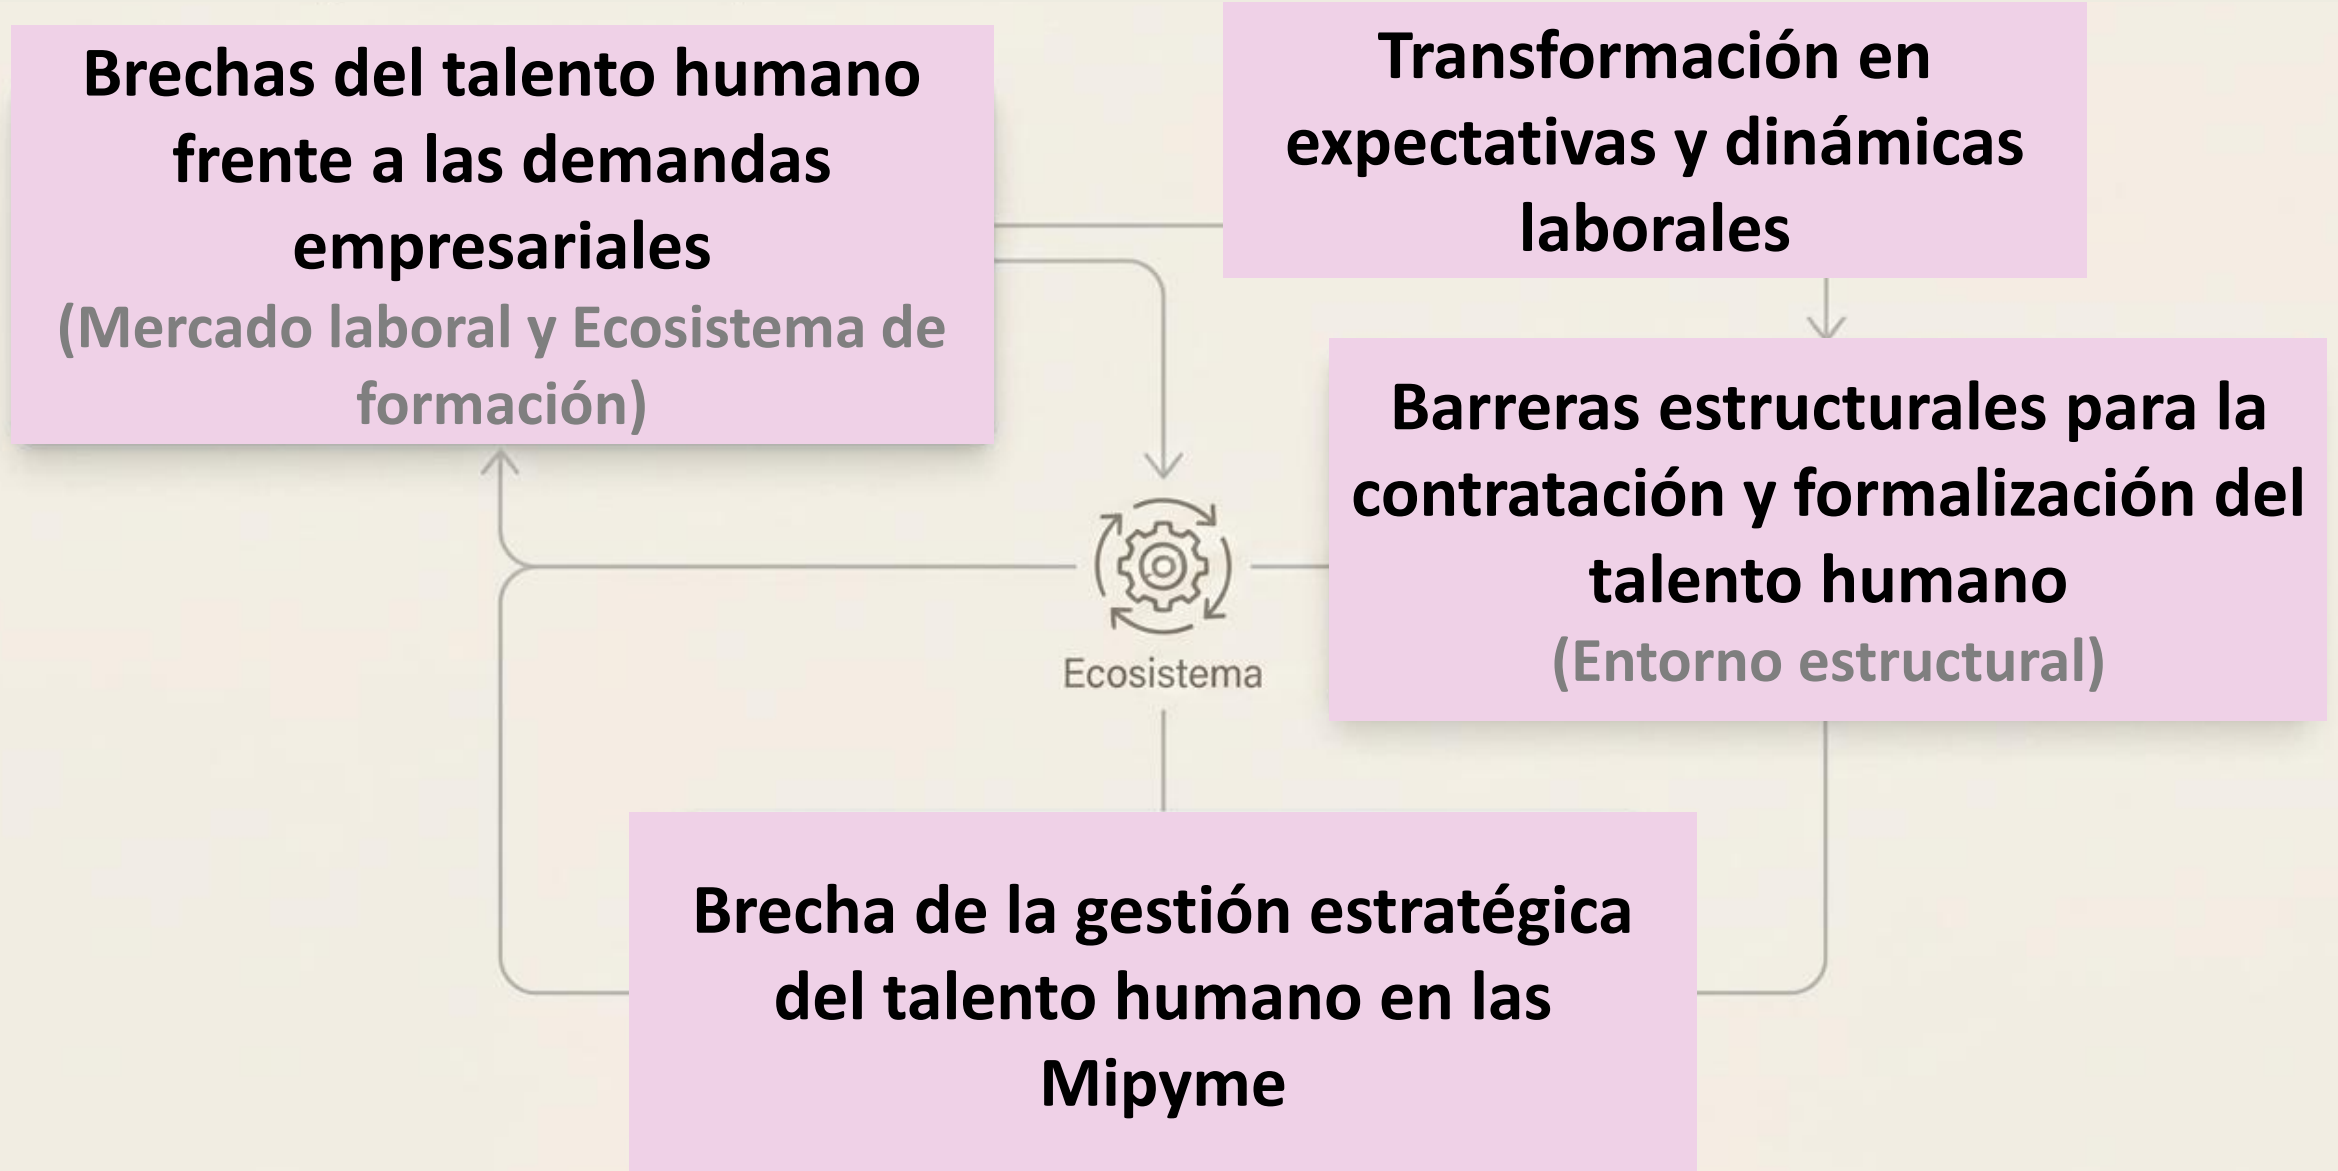 Brechas del talento humano
frente a las demandas
empresariales
(Mercado laboral y Ecosistema de
formación)
Transformación en
expectativas y dinámicas
laborales
Barreras estructurales para la
contratación y formalización del
talento humano
(Entorno estructural)
Ecosistema
Brecha de la gestión estratégica
del talento humano en las
Mipyme